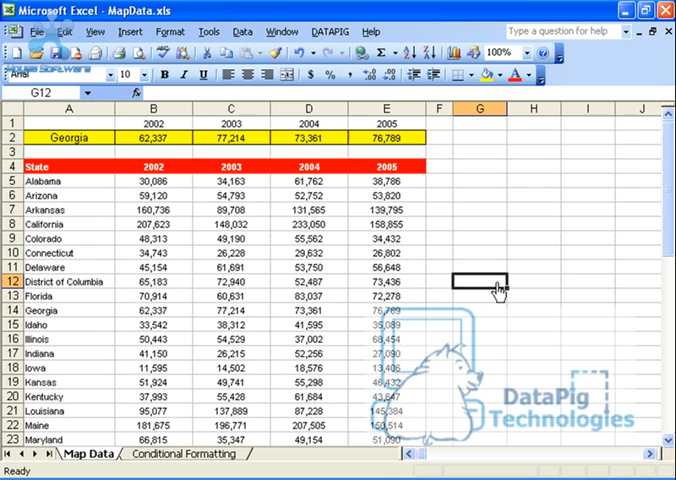 Microsoft Excel - MapData.xls
File Edit View Insert Format Tools Data Window DATAPIG Help Type a question for help
100%
Arial 10 B I U $ % ,
G12 fx
A B C D E F G H I J
1 2002 2003 2004 2005
2 Georgia 62,337 77,214 73,361 76,789
3
4 State 2002 2003 2004 2005
5 Alabama 30,086 34,163 61,762 38,786
6 Arizona 59,120 54,793 52,752 53,820
7 Arkansas 160,736 89,708 131,565 139,795
8 California 207,623 148,032 233,050 158,855
9 Colorado 48,313 49,190 55,562 34,432
10 Connecticut 34,743 26,228 29,632 26,802
11 Delaware 45,154 61,691 53,750 56,648
12 District of Columbia 65,183 72,940 52,487 73,436
13 Florida 70,914 60,631 83,037 72,278
14 Georgia 62,337 77,214 73,361 76,789
15 Idaho 33,542 38,312 41,595 35,089
16 Illinois 50,443 54,529 37,002 68,454
17 Indiana 41,150 26,215 52,256 27,090
18 Iowa 11,595 14,502 18,576 13,406
19 Kansas 51,924 49,741 55,298 46,432
20 Kentucky 37,993 55,428 61,684 43,647
21 Louisiana 95,077 137,889 87,228 145,384
22 Maine 181,675 196,771 207,505 150,514
23 Maryland 66,815 35,347 49,154 51,090
DataPig
Technologies
Map Data Conditional Formatting
Ready